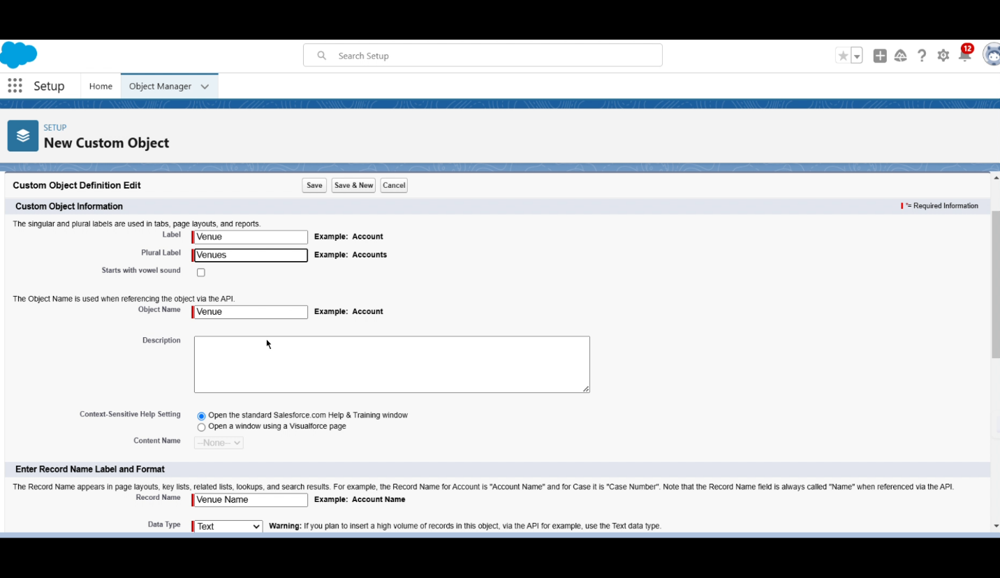 Search Setup
12
Setup Home Object Manager
SETUP
New Custom Object
Custom Object Definition Edit Save Save & New Cancel
Custom Object Information *= Required Information
The singular and plural labels are used in tabs, page layouts, and reports.
Label Venue Example: Account
Plural Label Venues Example: Accounts
Starts with vowel sound
The Object Name is used when referencing the object via the API.
Object Name Venue Example: Account
Description
Context-Sensitive Help Setting Open the standard Salesforce.com Help & Training window
Open a window using a Visualforce page
Content Name --None--
Enter Record Name Label and Format
The Record Name appears in page layouts, key lists, related lists, lookups, and search results. For example, the Record Name for Account is "Account Name" and for Case it is "Case Number". Note that the Record Name field is always called "Name" when referenced via the API.
Record Name Venue Name Example: Account Name
Data Type Text Warning: If you plan to insert a high volume of records in this object, via the API for example, use the Text data type.